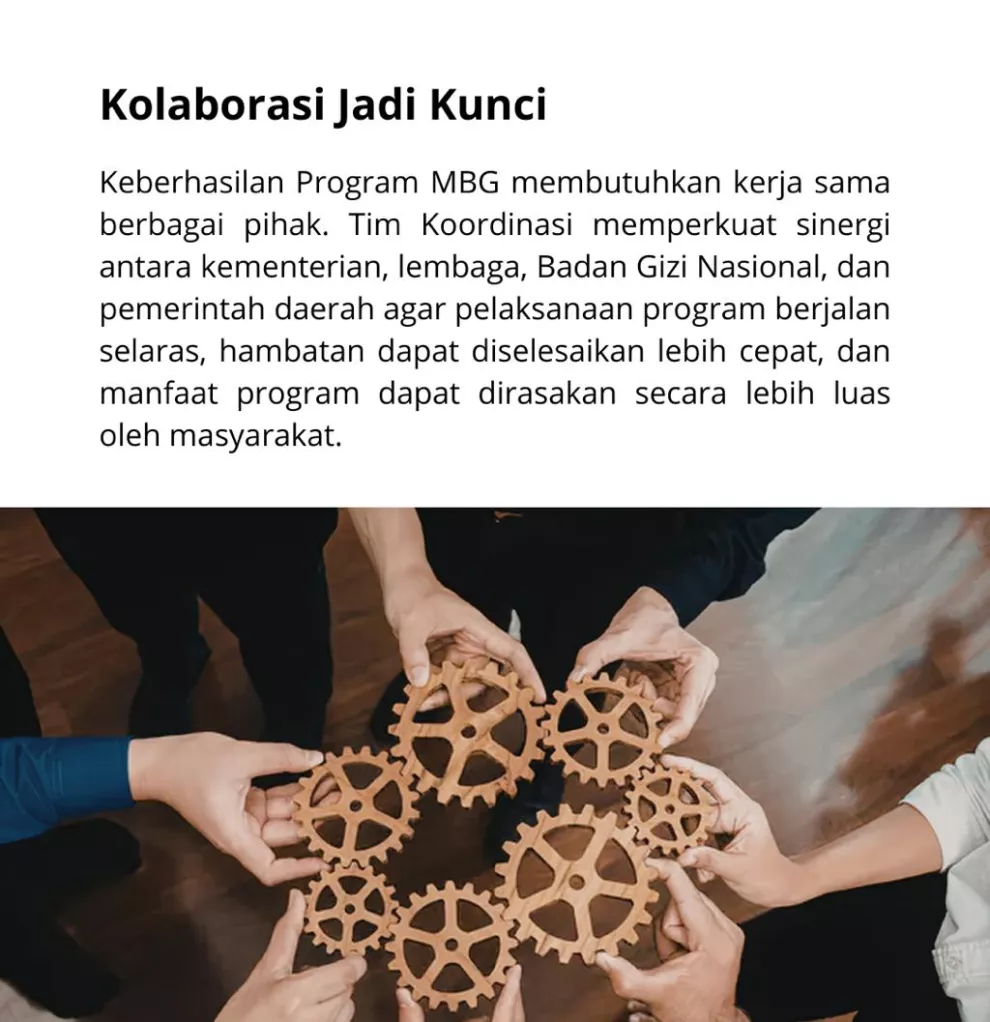 Kolaborasi Jadi Kunci
Keberhasilan Program MBG membutuhkan kerja sama
berbagai pihak. Tim Koordinasi memperkuat sinergi
antara kementerian, lembaga, Badan Gizi Nasional, dan
pemerintah daerah agar pelaksanaan program berjalan
selaras, hambatan dapat diselesaikan lebih cepat, dan
manfaat program dapat dirasakan secara lebih luas
oleh masyarakat.